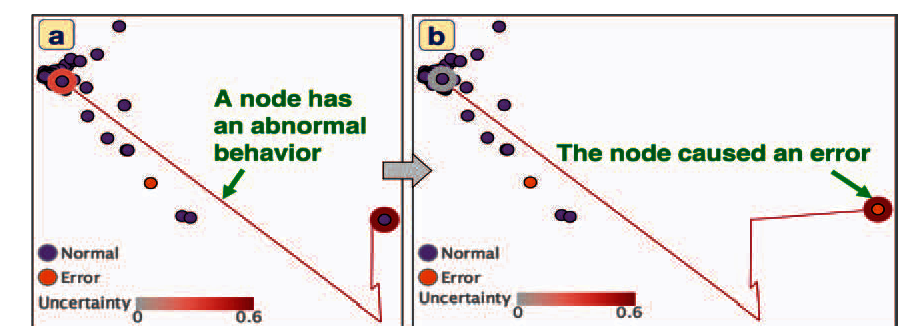 a
A node has
an abnormal
behavior
Normal
Error
Uncertainty
0 0.6
b
The node caused an error
Normal
Error
Uncertainty
0 0.6